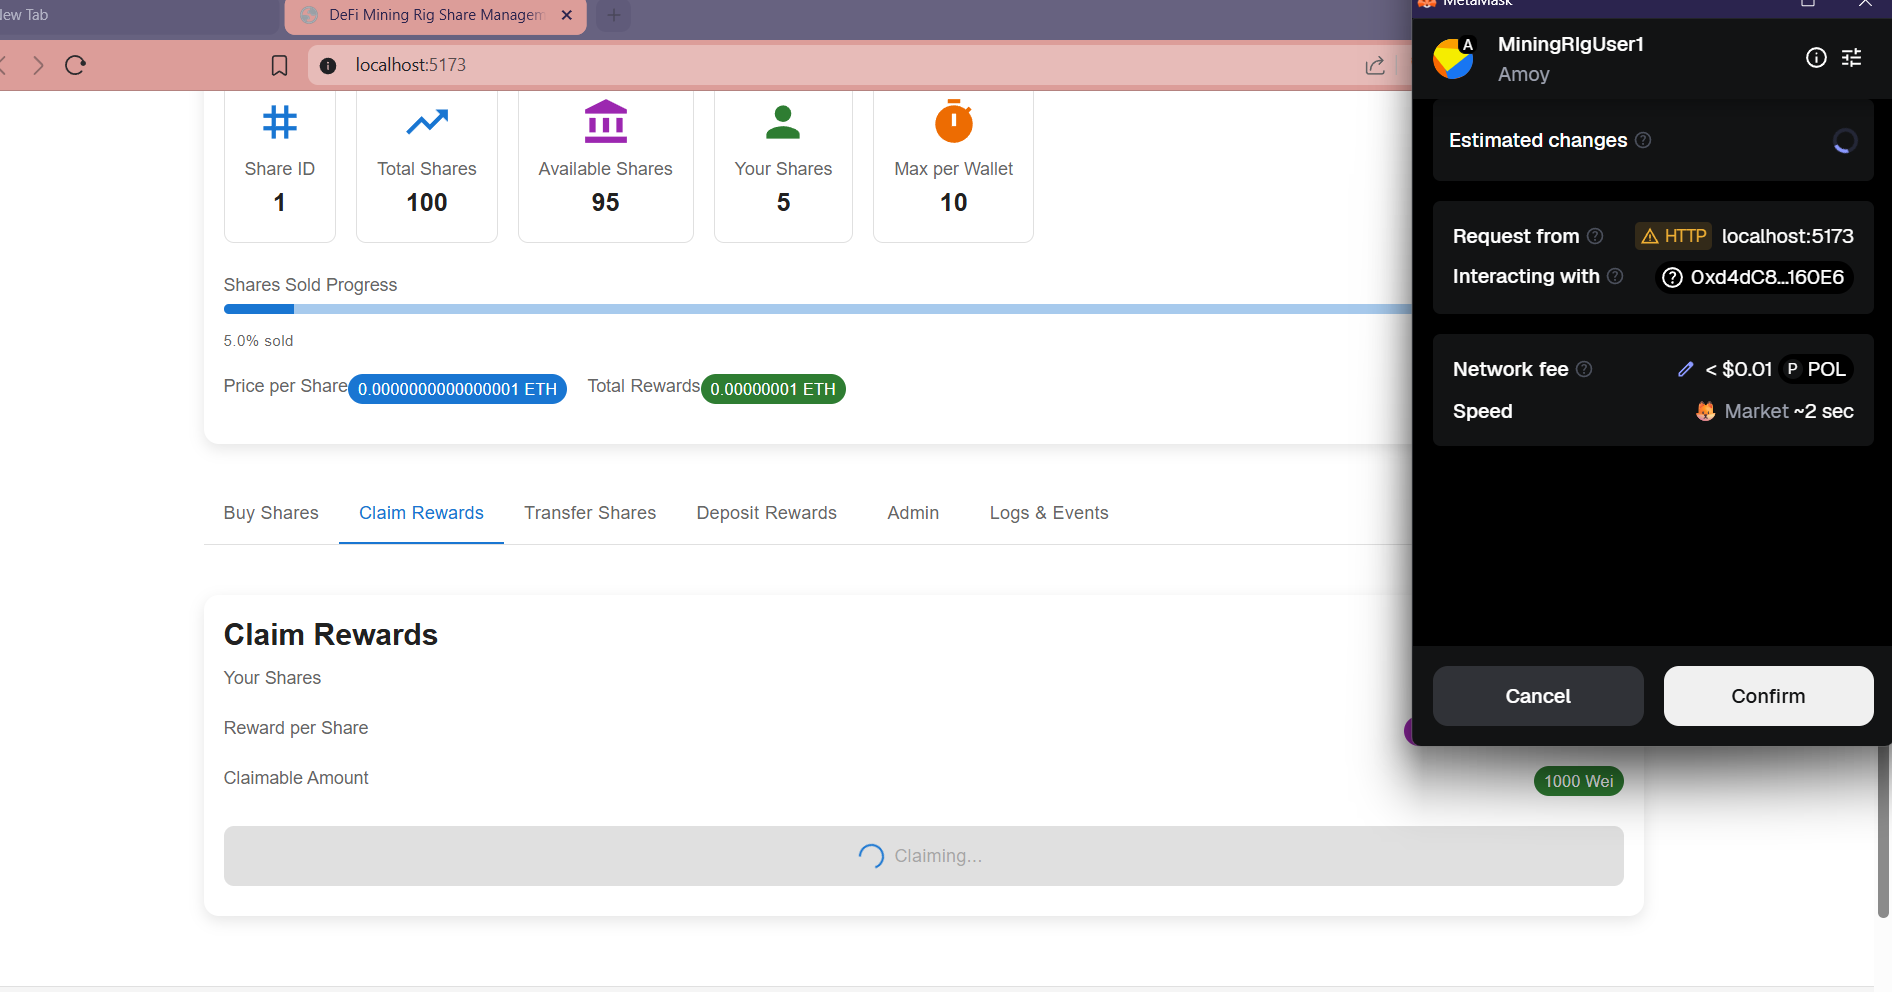 New Tab
DeFi Mining Rig Share Managem
localhost:5173
Share ID
1
Total Shares
100
Available Shares
95
Your Shares
5
Max per Wallet
10
Shares Sold Progress
5.0% sold
Price per Share 0.0000000000000001 ETH Total Rewards 0.00000001 ETH
Buy Shares Claim Rewards Transfer Shares Deposit Rewards Admin Logs & Events
Claim Rewards
Your Shares
Reward per Share
Claimable Amount 1000 Wei
Claiming...
MetaMask
A
MiningRIgUser1
Amoy
Estimated changes
Request from HTTP localhost:5173
Interacting with 0xd4dC8...160E6
Network fee < $0.01 P POL
Speed Market ~2 sec
Cancel Confirm